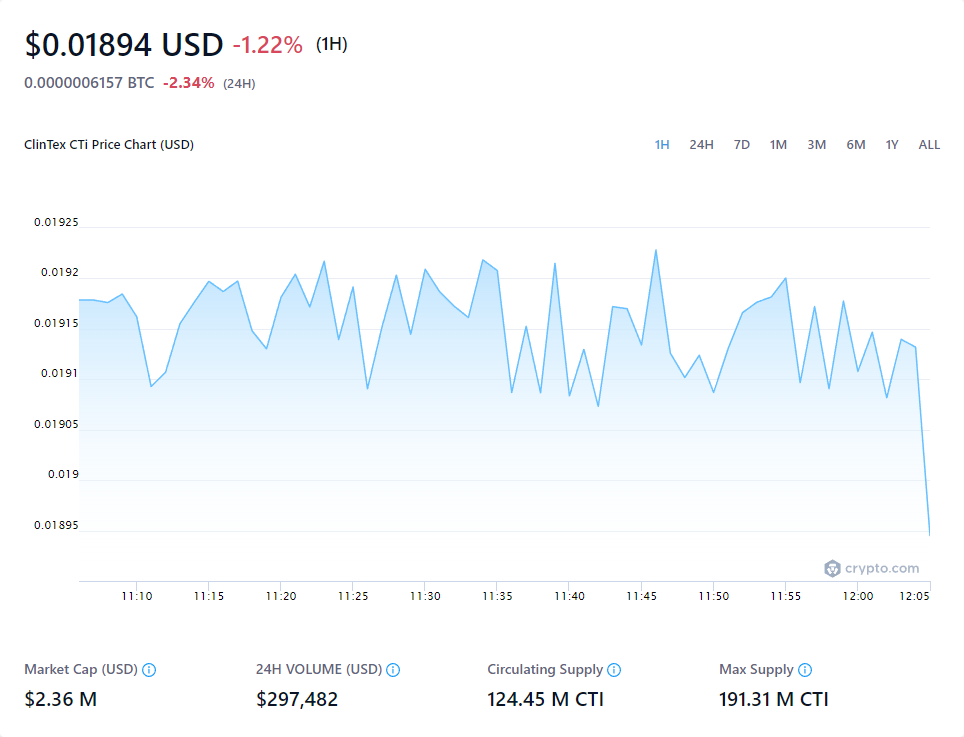 $0.01894 USD -1.22% (1H)
0.0000006157 BTC -2.34% (24H)
ClinTex CTi Price Chart (USD)
1H 24H 7D 1M 3M 6M 1Y ALL
0.01925
0.0192
0.01915
0.0191
0.01905
0.019
0.01895
crypto.com
11:10 11:15 11:20 11:25 11:30 11:35 11:40 11:45 11:50 11:55 12:00 12:05
Market Cap (USD) 24H VOLUME (USD) Circulating Supply Max Supply
$2.36 M $297,482 124.45 M CTI 191.31 M CTI